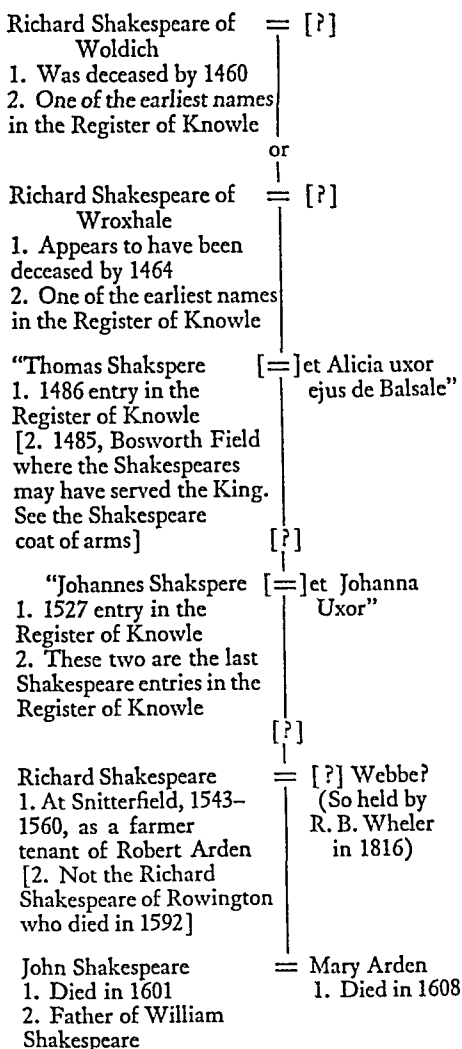 Richard Shakespeare of = [?]
Woldich
1. Was deceased by 1460
2. One of the earliest names
in the Register of Knowle
or
Richard Shakespeare of = [?]
Wroxhale
1. Appears to have been
deceased by 1464
2. One of the earliest names
in the Register of Knowle
"Thomas Shakspere [=] et Alicia uxor
1. 1486 entry in the ejus de Balsale"
Register of Knowle
[2. 1485, Bosworth Field
where the Shakespeares
may have served the King.
See the Shakespeare
coat of arms] [?]
"Johannes Shakspere [=] et Johanna
1. 1527 entry in the Uxor"
Register of Knowle
2. These two are the last
Shakespeare entries in the
Register of Knowle
[?]
Richard Shakespeare = [?] Webbe?
1. At Snitterfield, 1543– (So held by
1560, as a farmer R. B. Wheler
tenant of Robert Arden in 1816)
[2. Not the Richard
Shakespeare of Rowington
who died in 1592]
John Shakespeare = Mary Arden
1. Died in 1601 1. Died in 1608
2. Father of William
Shakespeare